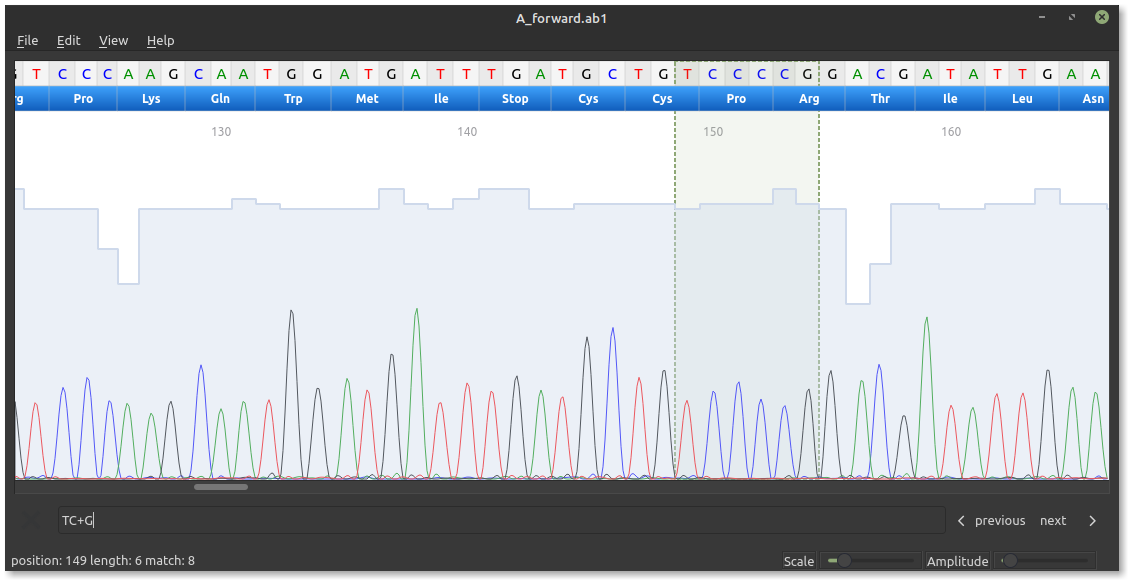 A_forward.ab1
File Edit View Help
T C C C A A G C A A T G G A T G A T T T G A T G C T G T C C C C G G A C G A T A T T G A A
rg Pro Lys Gln Trp Met Ile Stop Cys Cys Pro Arg Thr Ile Leu Asn
130 140 150 160
TC+G previous next
position: 149 length: 6 match: 8 Scale Amplitude